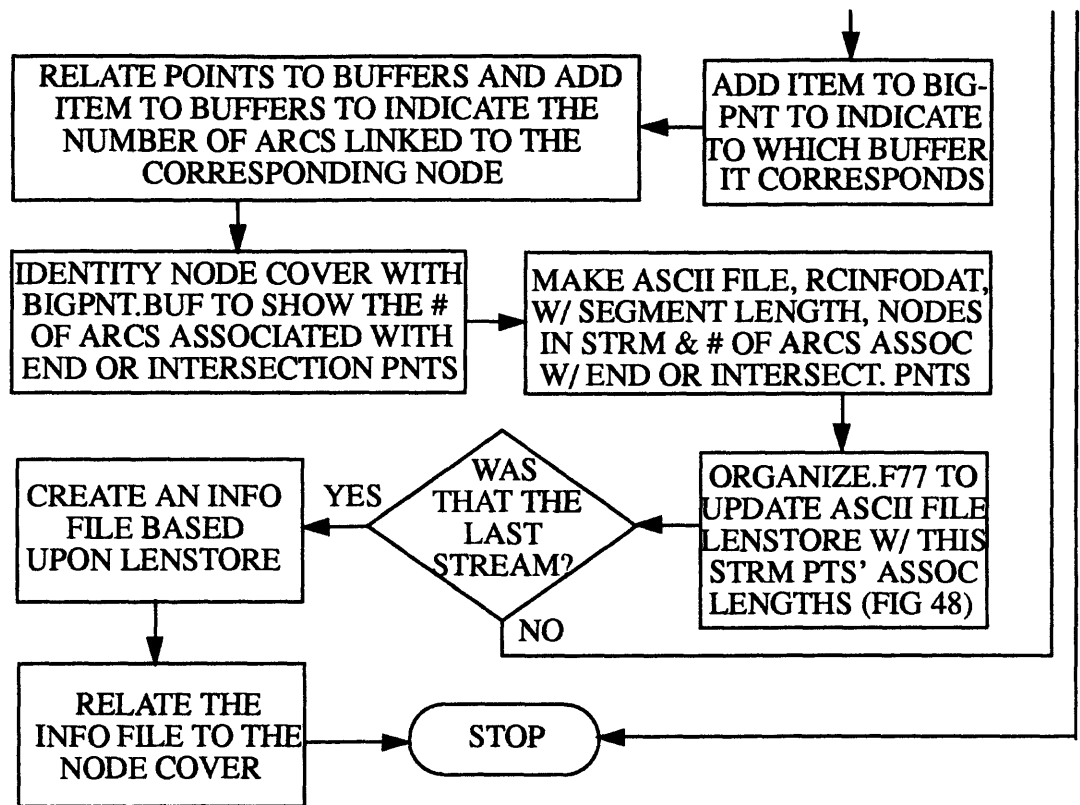 RELATE POINTS TO BUFFERS AND ADD
ITEM TO BUFFERS TO INDICATE THE
NUMBER OF ARCS LINKED TO THE
CORRESPONDING NODE
ADD ITEM TO BIG-
PNT TO INDICATE
TO WHICH BUFFER
IT CORRESPONDS
IDENTITY NODE COVER WITH
BIGPNT.BUF TO SHOW THE #
OF ARCS ASSOCIATED WITH
END OR INTERSECTION PNTS
MAKE ASCII FILE, RCINFODAT,
W/ SEGMENT LENGTH, NODES
IN STRM & # OF ARCS ASSOC
W/ END OR INTERSECT. PNTS
CREATE AN INFO
FILE BASED
UPON LENSTORE
YES
WAS
THAT THE
LAST
STREAM?
NO
ORGANIZE.F77 TO
UPDATE ASCII FILE
LENSTORE W/ THIS
STRM PTS' ASSOC
LENGTHS (FIG 48)
RELATE THE
INFO FILE TO THE
NODE COVER
STOP